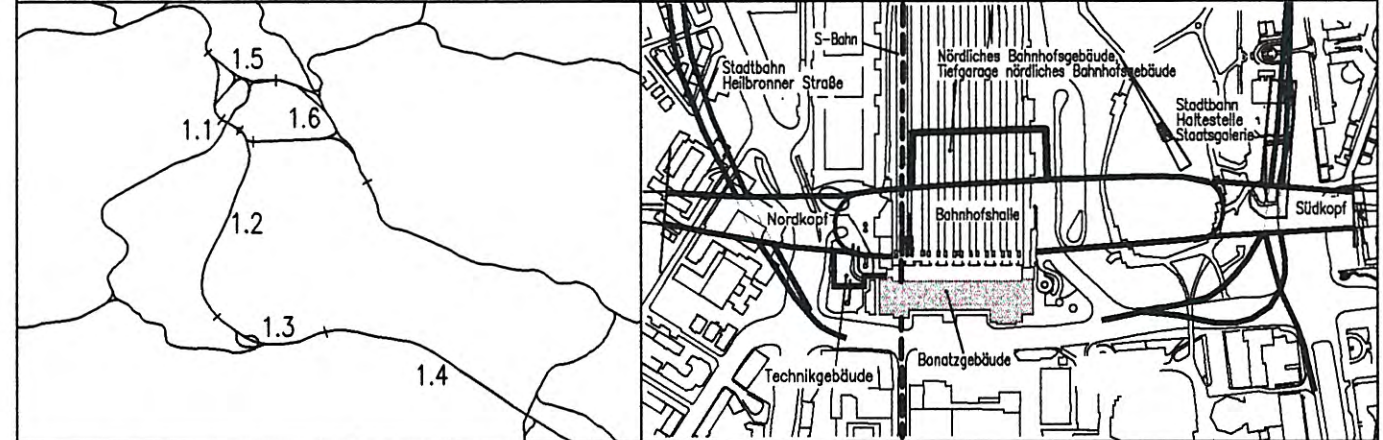 1.5
1.1
1.6
1.2
1.3
1.4
S-Bahn
Nördliches Bahnhofsgebäude,
Tiefgarage nördliches Bahnhofsgebäude
Stadtbahn
Heilbronner Straße
Stadtbahn
Haltestelle
Staatsgalerie
Nordkopf
Bahnhofshalle
Südkopf
Technikgebäude
Bonatzgebäude